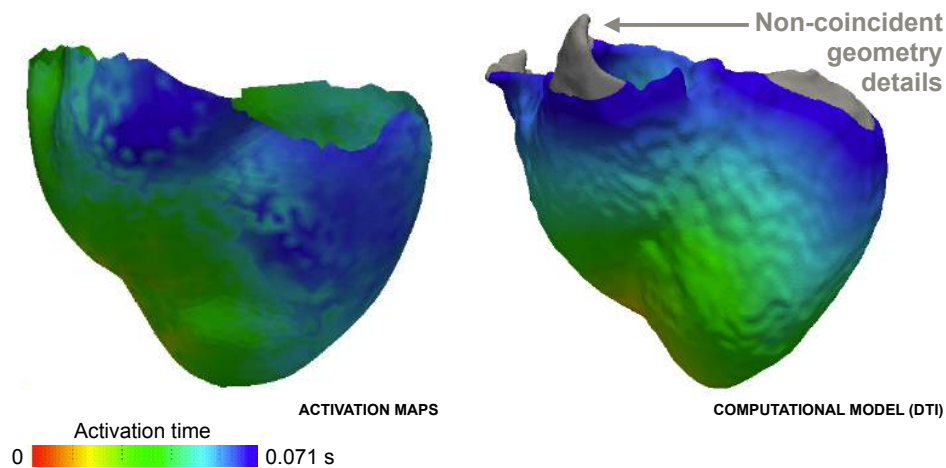 Non-coincident
geometry
details
ACTIVATION MAPS
COMPUTATIONAL MODEL (DTI)
Activation time
0 0.071 s